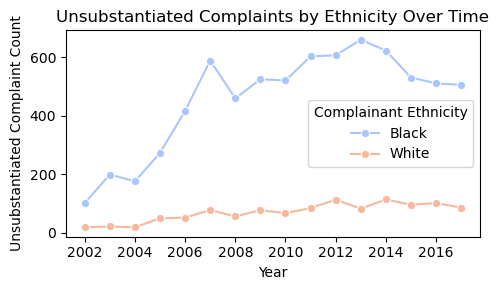 Unsubstantiated Complaints by Ethnicity Over Time
Unsubstantiated Complaint Count
600
400
200
0
Complainant Ethnicity
Black
White
2002 2004 2006 2008 2010 2012 2014 2016
Year